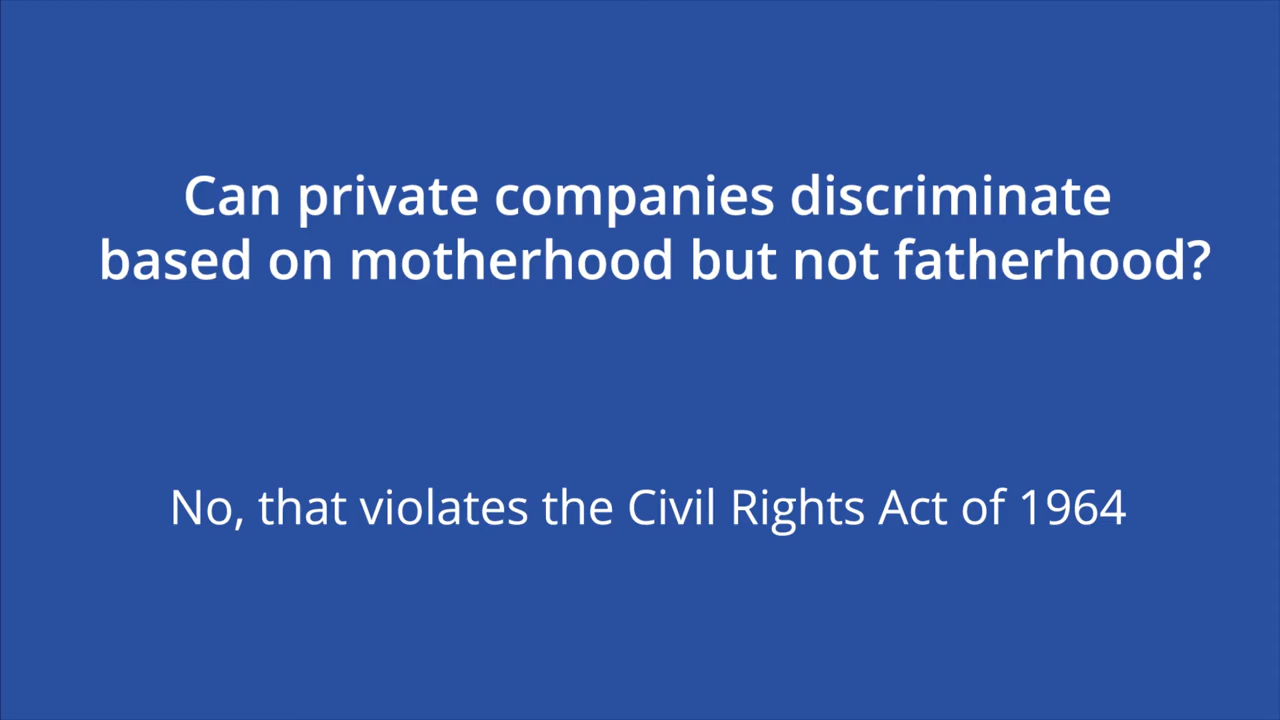 Can private companies discriminate
based on motherhood but not fatherhood?
No, that violates the Civil Rights Act of 1964